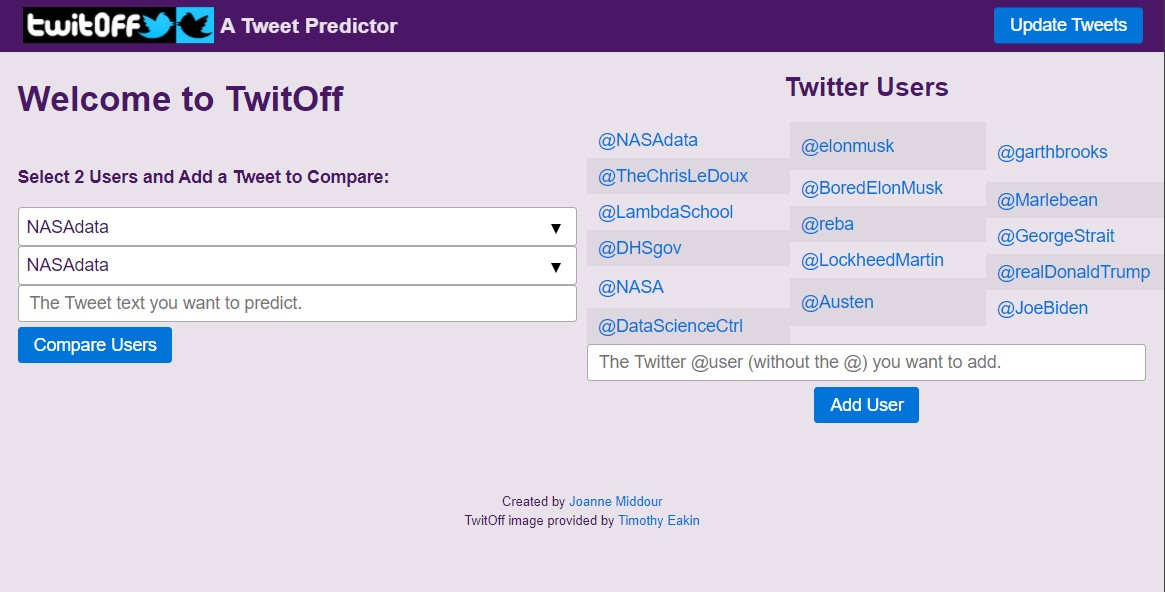 twitOff A Tweet Predictor
Update Tweets
Welcome to TwitOff
Select 2 Users and Add a Tweet to Compare:
NASAdata
NASAdata
The Tweet text you want to predict.
Compare Users
Twitter Users
@NASAdata
@TheChrisLeDoux
@LambdaSchool
@DHSgov
@NASA
@DataScienceCtrl
@elonmusk
@BoredElonMusk
@reba
@LockheedMartin
@Austen
@garthbrooks
@Marlebean
@GeorgeStrait
@realDonaldTrump
@JoeBiden
The Twitter @user (without the @) you want to add.
Add User
Created by Joanne Middour
TwitOff image provided by Timothy Eakin